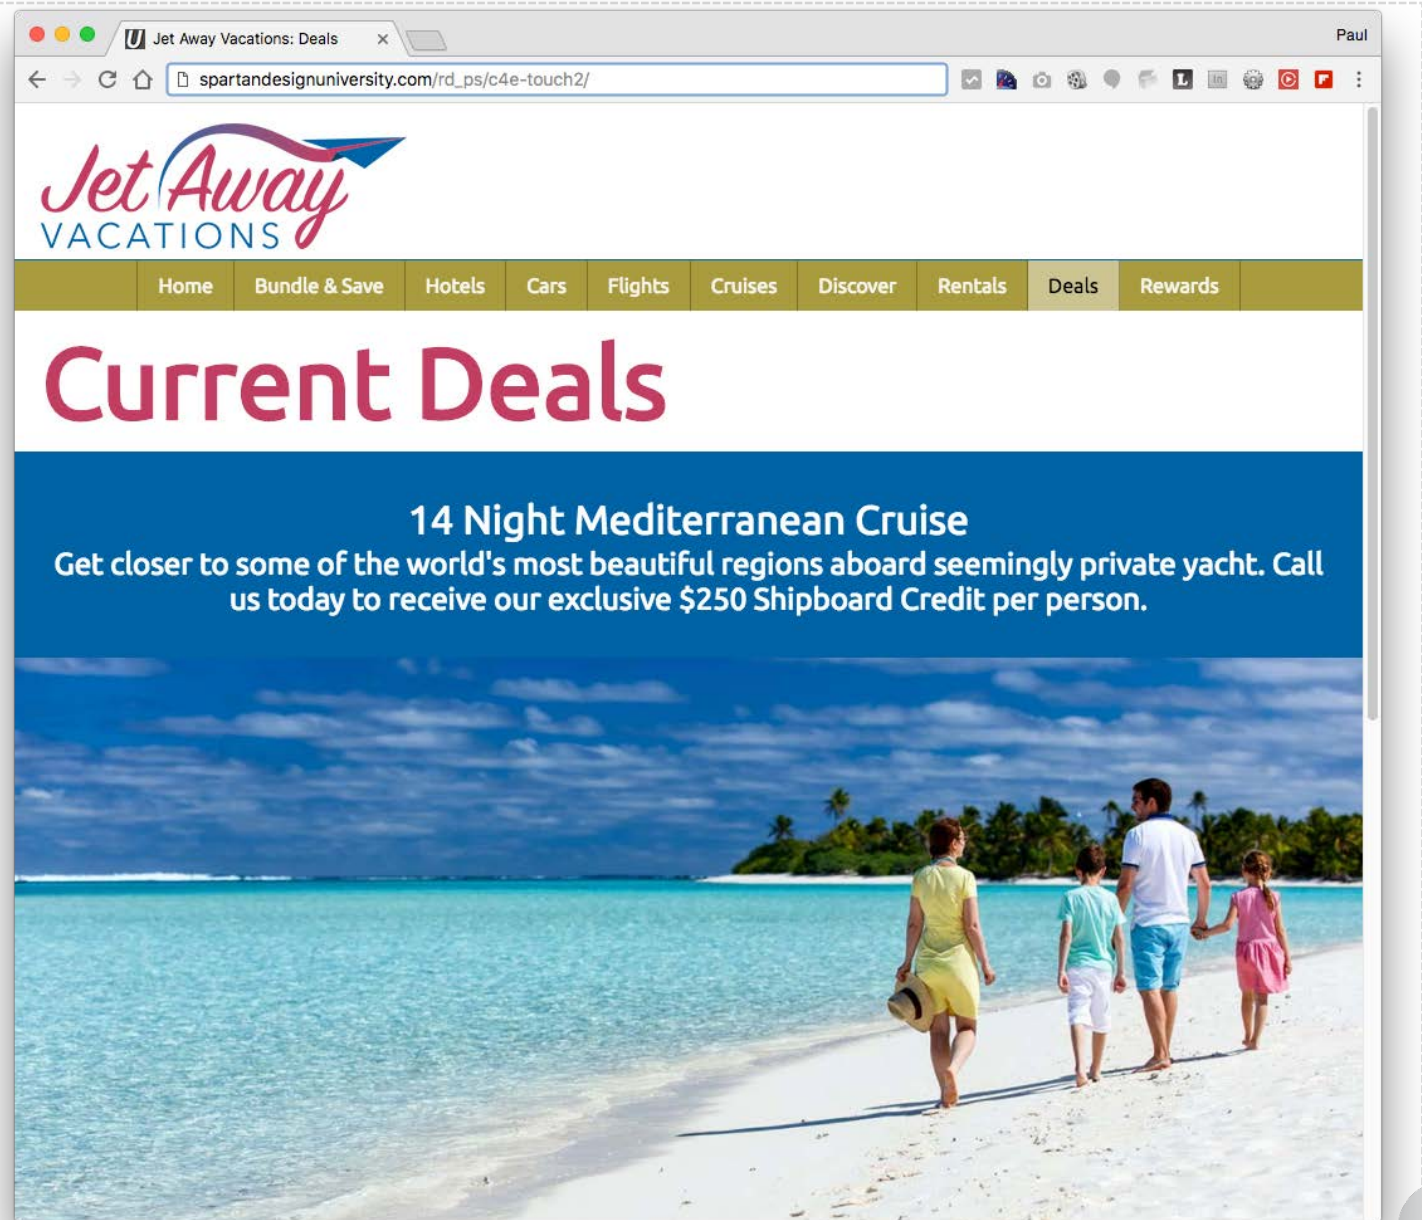 Jet Away Vacations: Deals
Paul
spartandesignuniversity.com/rd_ps/c4e-touch2/
Jet Away
VACATIONS
Home Bundle & Save Hotels Cars Flights Cruises Discover Rentals Deals Rewards
Current Deals
14 Night Mediterranean Cruise
Get closer to some of the world's most beautiful regions aboard seemingly private yacht. Call
us today to receive our exclusive $250 Shipboard Credit per person.